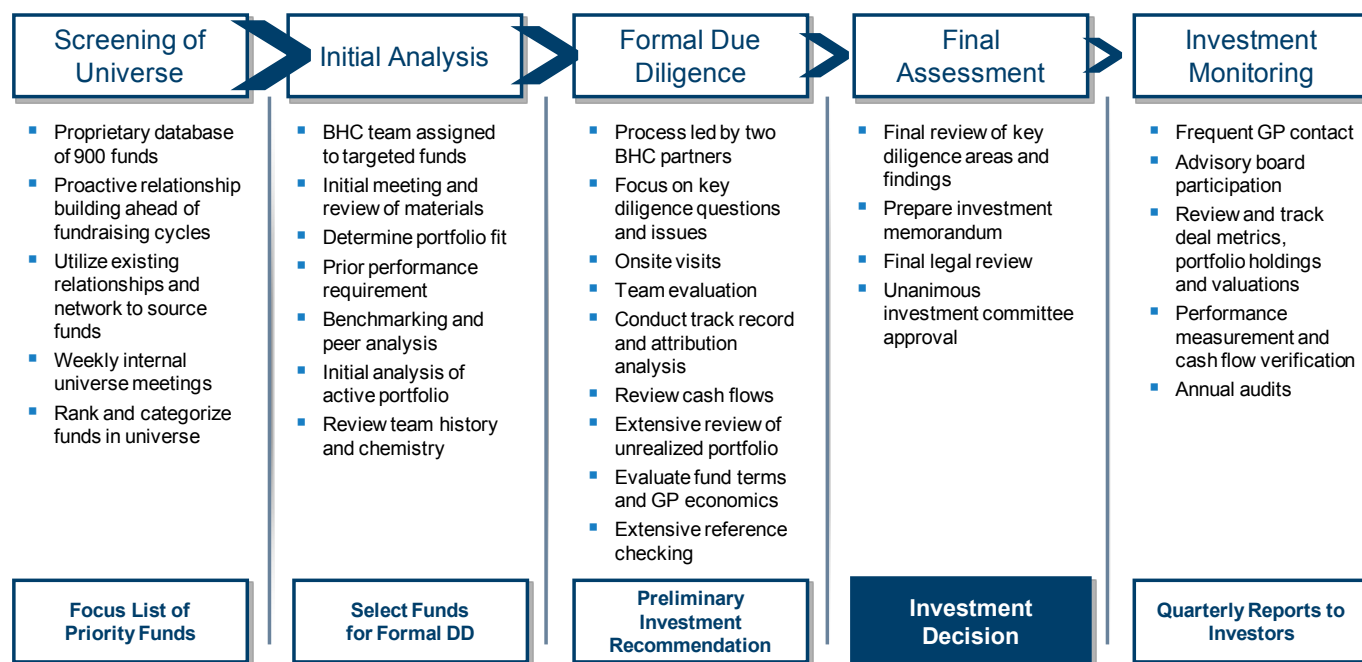 Screening of
Universe
Initial Analysis
Formal Due
Diligence
Final
Assessment
Investment
Monitoring
Proprietary database
of 900 funds
Proactive relationship
building ahead of
fundraising cycles
Utilize existing
relationships and
network to source
funds
Weekly internal
universe meetings
Rank and categorize
funds in universe
BHC team assigned
to targeted funds
Initial meeting and
review of materials
Determine portfolio fit
Prior performance
requirement
Benchmarking and
peer analysis
Initial analysis of
active portfolio
Review team history
and chemistry
Process led by two
BHC partners
Focus on key
diligence questions
and issues
Onsite visits
Team evaluation
Conduct track record
and attribution
analysis
Review cash flows
Extensive review of
unrealized portfolio
Evaluate fund terms
and GP economics
Extensive reference
checking
Final review of key
diligence areas and
findings
Prepare investment
memorandum
Final legal review
Unanimous
investment committee
approval
Frequent GP contact
Advisory board
participation
Review and track
deal metrics,
portfolio holdings
and valuations
Performance
measurement and
cash flow verification
Annual audits
Focus List of
Priority Funds
Select Funds
for Formal DD
Preliminary
Investment
Recommendation
Investment
Decision
Quarterly Reports to
Investors